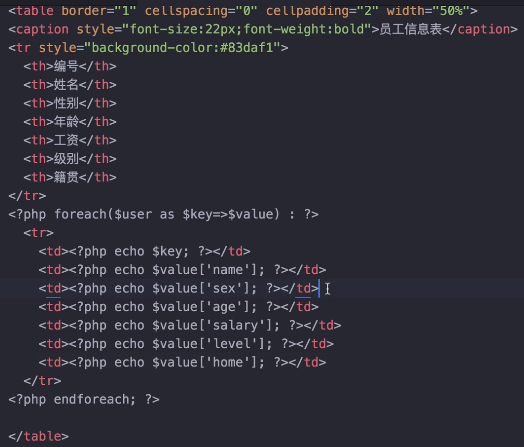 <table border="1" cellspacing="0" cellpadding="2" width="50%">
<caption style="font-size:22px;font-weight:bold">员工信息表</caption>
<tr style="background-color:#83daf1">
<th>编号</th>
<th>姓名</th>
<th>性别</th>
<th>年龄</th>
<th>工资</th>
<th>级别</th>
<th>籍贯</th>
</tr>
<?php foreach($user as $key=>$value) : ?>
<tr>
<td><?php echo $key; ?></td>
<td><?php echo $value['name']; ?></td>
<td><?php echo $value['sex']; ?></td>
<td><?php echo $value['age']; ?></td>
<td><?php echo $value['salary']; ?></td>
<td><?php echo $value['level']; ?></td>
<td><?php echo $value['home']; ?></td>
</tr>
<?php endforeach; ?>
</table>